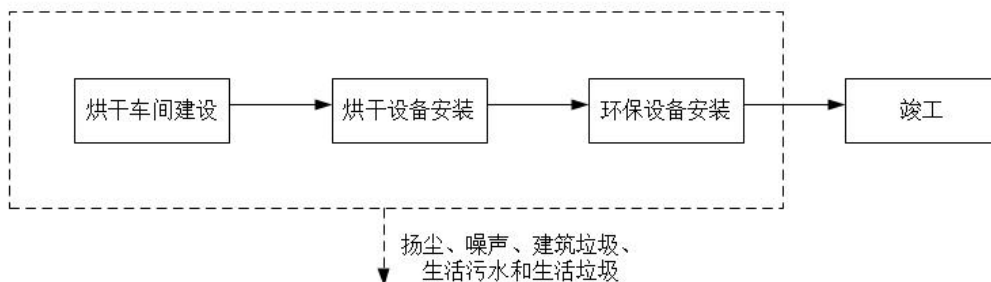 烘干车间建设
烘干设备安装
环保设备安装
竣工
扬尘、噪声、建筑垃圾、
生活污水和生活垃圾